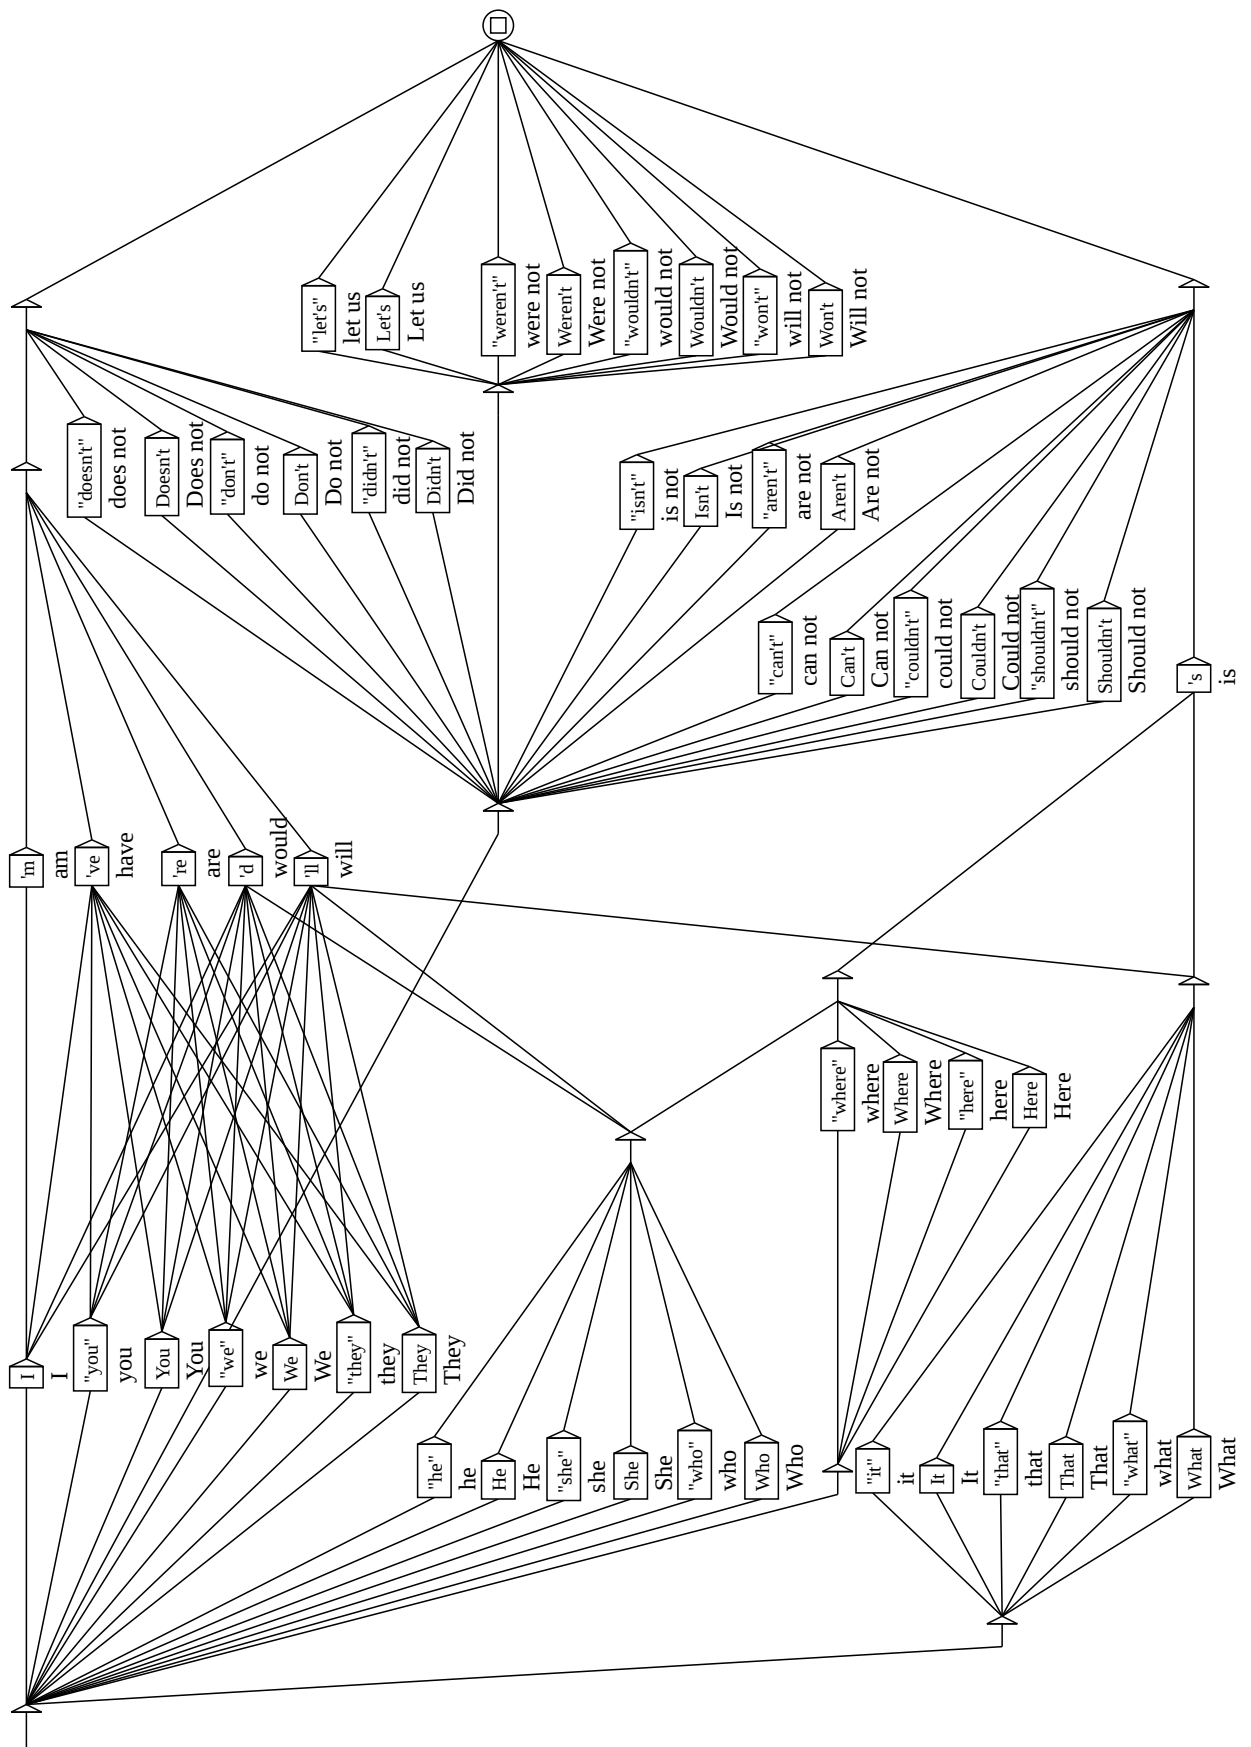 "let's"
let us
Let's
Let us
"weren't"
were not
Weren't
Were not
"wouldn't"
would not
Wouldn't
Would not
"won't"
will not
Won't
Will not
"doesn't"
does not
Doesn't
Does not
"don't"
do not
Don't
Do not
"didn't"
did not
Didn't
Did not
"isn't"
is not
Isn't
Is not
"aren't"
are not
Aren't
Are not
"can't"
can not
Can't
Can not
"couldn't"
could not
Couldn't
Could not
"shouldn't"
should not
Shouldn't
Should not
's
is
'm
am
've
have
're
are
'd
would
'll
will
"where"
where
Where
Where
"here"
here
Here
Here
I
I
"you"
you
You
You
"we"
we
We
We
"they"
they
They
They
"he"
he
He
He
"she"
she
She
She
"who"
who
Who
Who
"it"
it
It
It
"that"
that
That
That
"what"
what
What
What